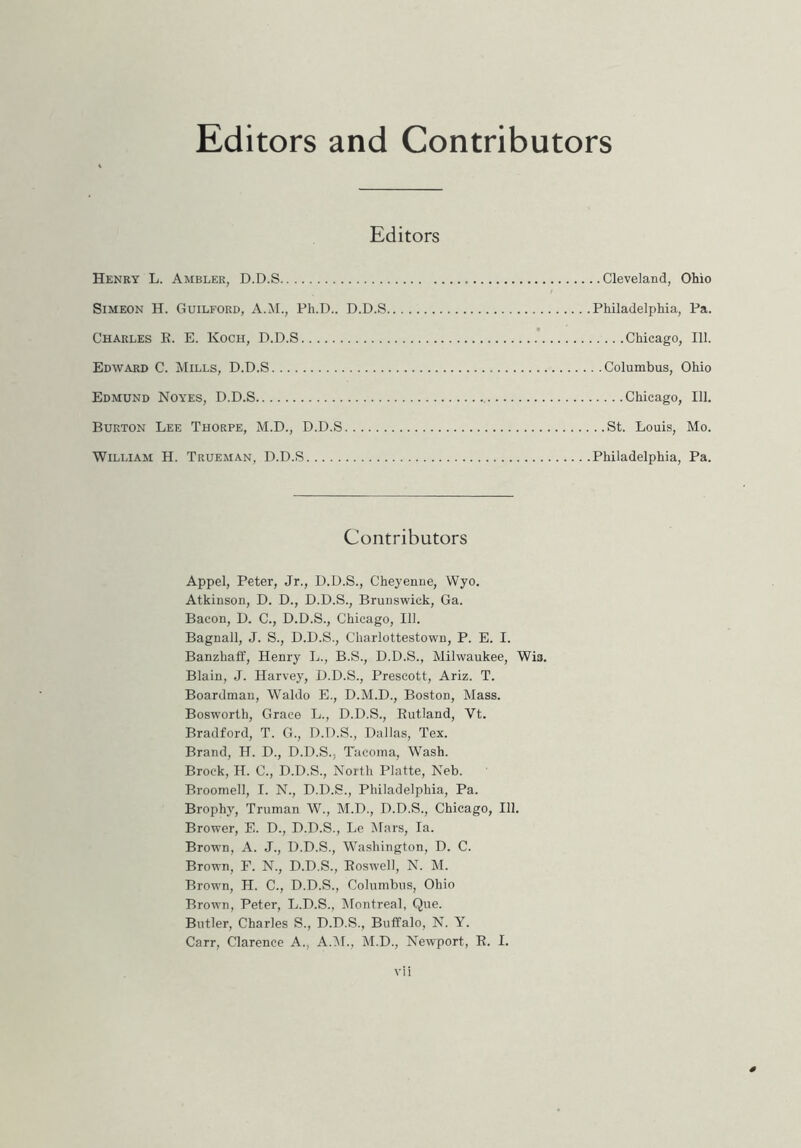 Editors and Contributors
Editors
Henry L. Ambler, D.D.S.................................................Cleveland, Ohio
Simeon H. Guilford, A.M., Ph.D.. D.D.S................................Philadelphia, Pa.
Charles R. E. Koch, D.D.S.................................................Chicago, Ill.
Edward C. Mills, D.D.S...................................................Columbus, Ohio
Edmund Noyes, D.D.S........................................................Chicago, Ill.
Burton Lee Thorpe, M.D., D.D.S.........................................St. Louis, Mo.
William H. Trueman, D.D.S.............................................Philadelphia, Pa.
Contributors
Appel, Peter, Jr., D.D.S., Cheyenne, Wyo.
Atkinson, D. D., D.D.S., Brunswick, Ga.
Bacon, D. C., D.D.S., Chicago, Ill.
Bagnall, J. S., D.D.S., Charlottestown, P. E. I.
Banzhaff, Henry L., B.S., D.D.S., Milwaukee, Wis.
Blain, J. Harvey, D.D.S., Prescott, Ariz. T.
Boardman, Waldo E., D.M.D., Boston, Mass.
Bosworth, Grace L., D.D.S., Rutland, Vt.
Bradford, T. G., D.D.S., Dallas, Tex.
Brand, H. D., D.D.S., Tacoma, Wash.
Brock, H. C., D.D.S., North Platte, Neb.
Broomell, I. N., D.D.S., Philadelphia, Pa.
Brophy, Truman W., M.D., D.D.S., Chicago, Ill.
Brower, E. D., D.D.S., Le Mars, Ia.
Brown, A. J., D.D.S., Washington, D. C.
Brown, F. N., D.D.S., Roswell, N. M.
Brown, H. C., D.D.S., Columbus, Ohio
Brown, Peter, L.D.S., Montreal, Que.
Butler, Charles S., D.D.S., Buffalo, N. Y.
Carr, Clarence A., A.M., M.D., Newport, R. I.
vii